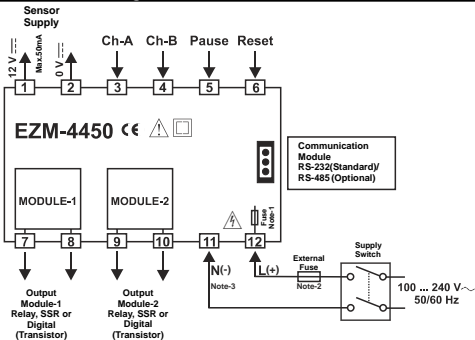 Sensor
Supply
12 V
Max.50mA
0 V
Ch-A Ch-B Pause Reset
1 2 3 4 5 6
EZM-4450 CE
Communication
Module
RS-232(Standard)/
RS-485 (Optional)
MODULE-1 MODULE-2
Fuse
Note-1
7 8 9 10 11 12
Supply
Switch
External
Fuse
N(-) L(+)
Note-3 Note-2
100 ... 240 V
50/60 Hz
Output
Module-1
Relay, SSR or
Digital
(Transistor)
Output
Module-2
Relay, SSR or
Digital
(Transistor)